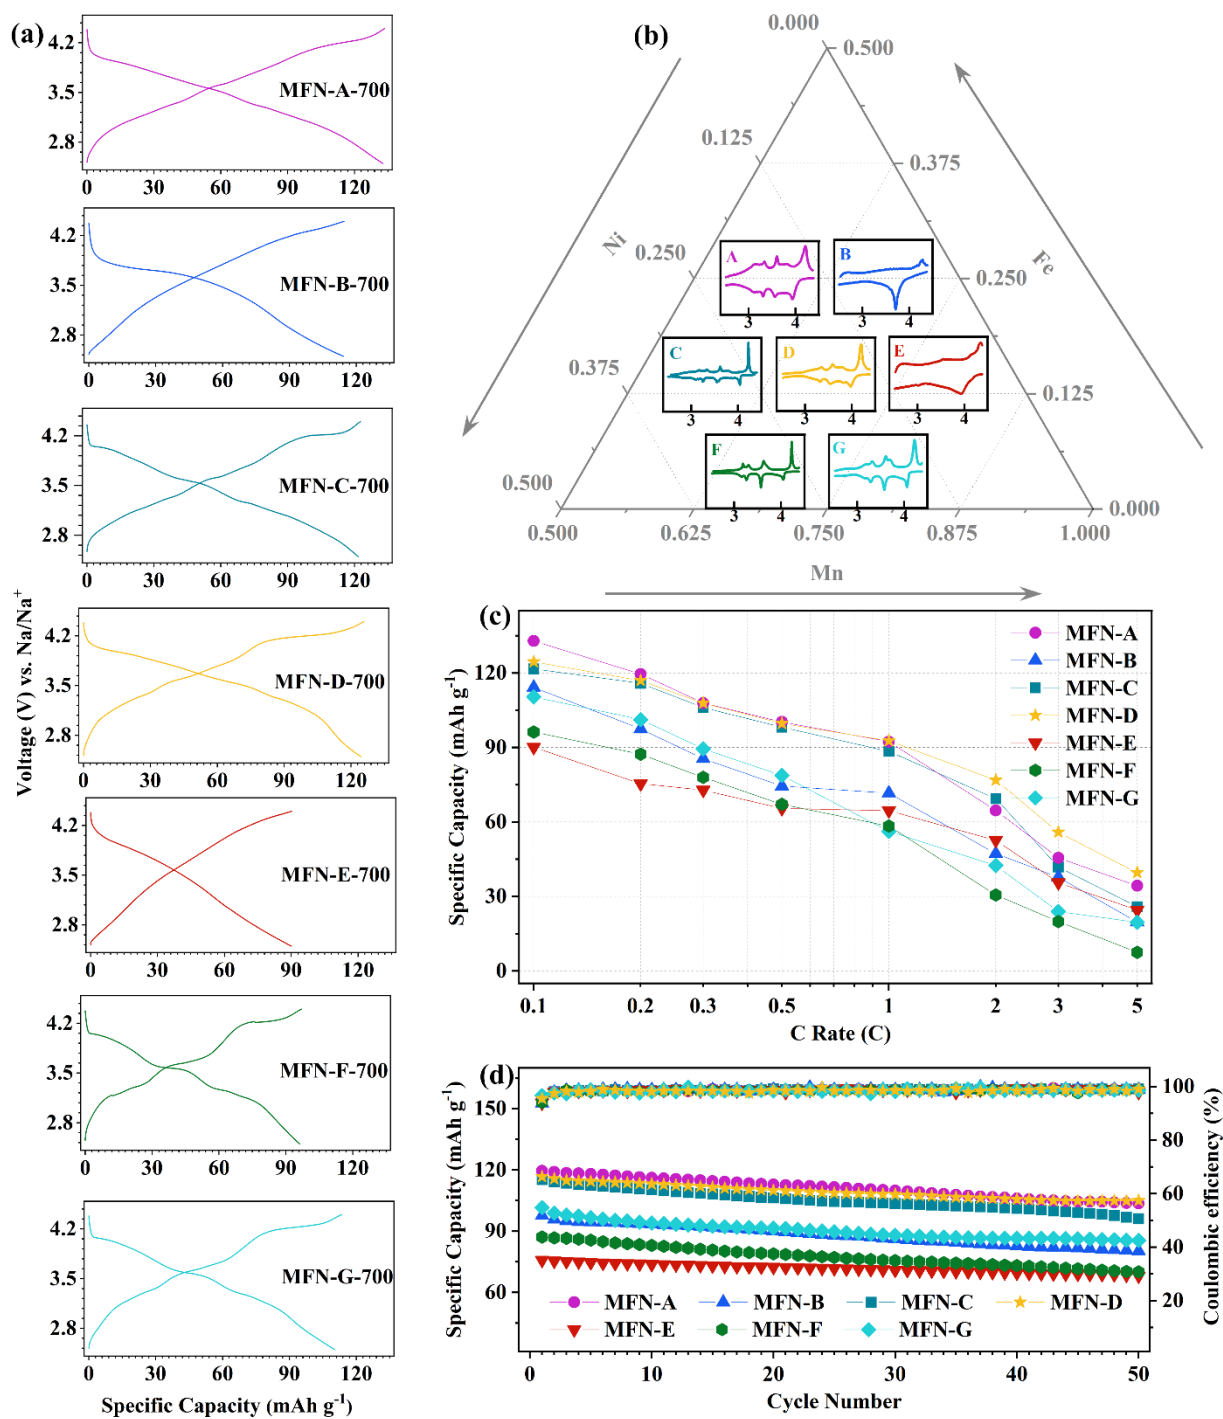 (a)
4.2
3.5
2.8
MFN-A-700
0 30 60 90 120
4.2
3.5
2.8
MFN-B-700
0 30 60 90 120
4.2
3.5
2.8
MFN-C-700
0 30 60 90 120
4.2
3.5
2.8
MFN-D-700
0 30 60 90 120
4.2
3.5
2.8
MFN-E-700
0 30 60 90 120
4.2
3.5
2.8
MFN-F-700
0 30 60 90 120
4.2
3.5
2.8
MFN-G-700
0 30 60 90 120
Voltage (V) vs. Na/Na⁺
Specific Capacity (mAh g⁻¹)
(b)
0.000
0.125
0.250
0.375
0.500
Ni
0.500
0.375
0.250
0.125
0.000
Fe
0.500 0.625 0.750 0.875 1.000
Mn
A
3 4
B
3 4
C
3 4
D
3 4
E
3 4
F
3 4
G
3 4
(c)
Specific Capacity (mAh g⁻¹)
120
90
60
30
0
0.1 0.2 0.3 0.5 1 2 3 5
C Rate (C)
MFN-A
MFN-B
MFN-C
MFN-D
MFN-E
MFN-F
MFN-G
(d)
Specific Capacity (mAh g⁻¹)
150
120
90
60
100
80
60
40
20
Coulombic efficiency (%)
MFN-A MFN-B MFN-C MFN-D
MFN-E MFN-F MFN-G
0 10 20 30 40 50
Cycle Number